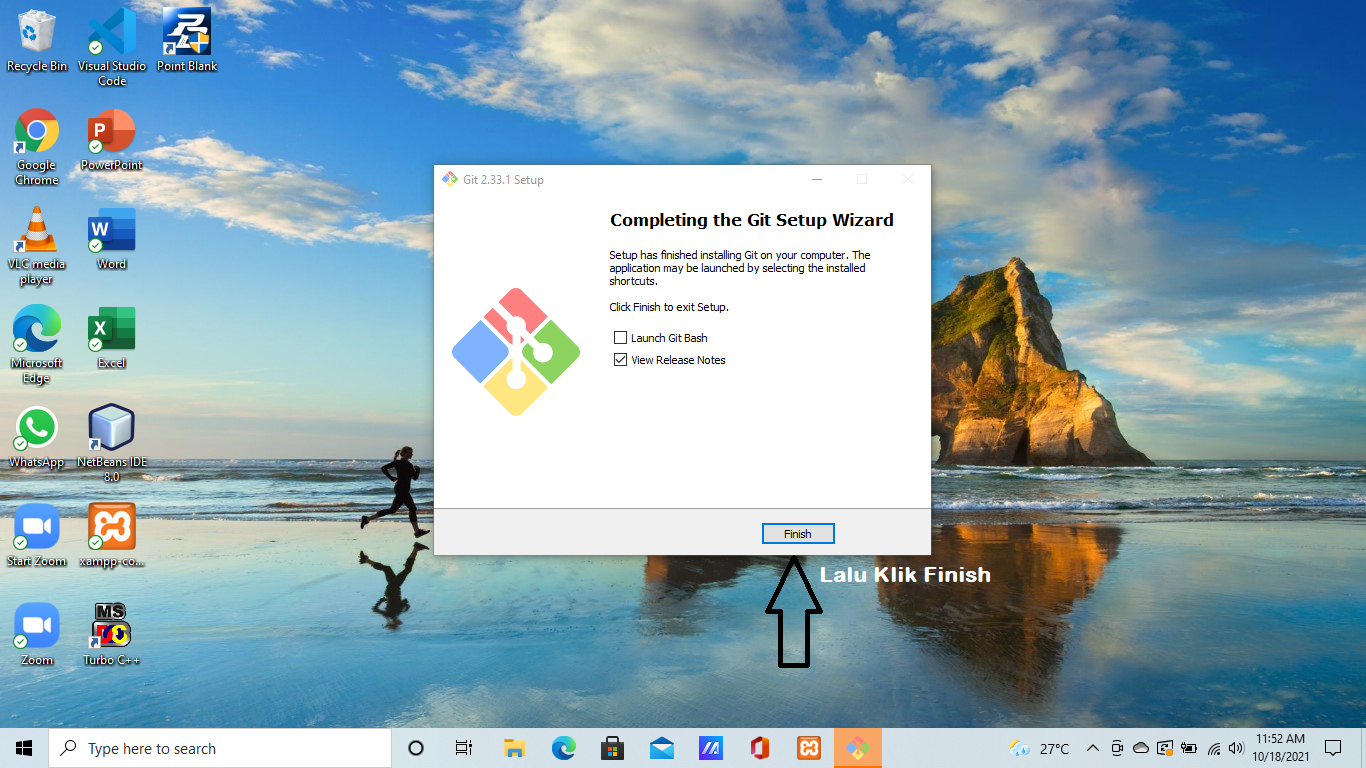 Recycle Bin
Visual Studio
Code
Point Blank
Google
Chrome
PowerPoint
VLC media
player
Word
Microsoft
Edge
Excel
WhatsApp
NetBeans IDE
8.0
Start Zoom
xampp-co...
Zoom
MS
Turbo C++
Git 2.33.1 Setup
Completing the Git Setup Wizard
Setup has finished installing Git on your computer. The
application may be launched by selecting the installed
shortcuts.
Click Finish to exit Setup.
Launch Git Bash
View Release Notes
Finish
Lalu Klik Finish
Type here to search
27°C
11:52 AM
10/18/2021